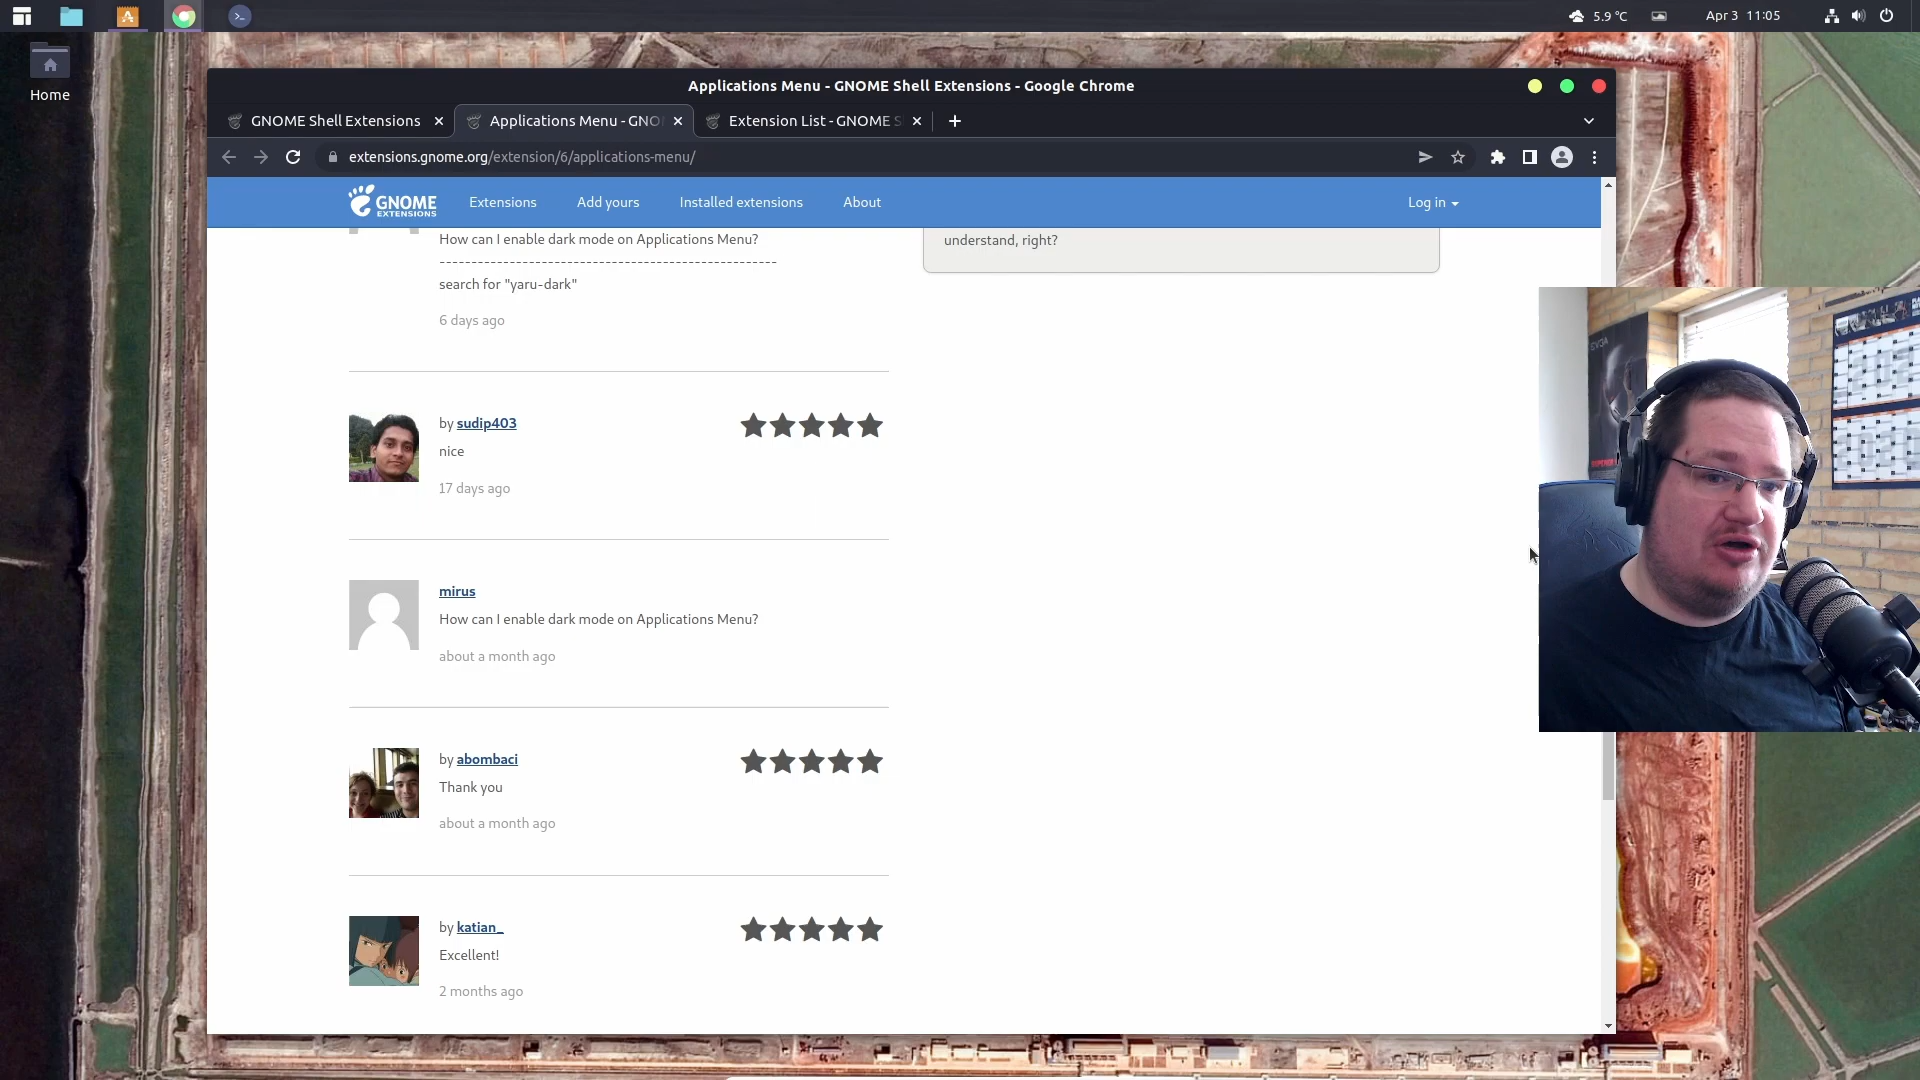 5.9 °C
Apr 3 11:05
Home
Applications Menu - GNOME Shell Extensions - Google Chrome
GNOME Shell Extensions
Applications Menu - GNO
Extension List - GNOME S
extensions.gnome.org/extension/6/applications-menu/
GNOME
EXTENSIONS
Extensions
Add yours
Installed extensions
About
Log in
How can I enable dark mode on Applications Menu?
----------------------------------------------------
search for "yaru-dark"
6 days ago
understand, right?
by sudip403
nice
17 days ago
mirus
How can I enable dark mode on Applications Menu?
about a month ago
by abombaci
Thank you
about a month ago
by katian_
Excellent!
2 months ago